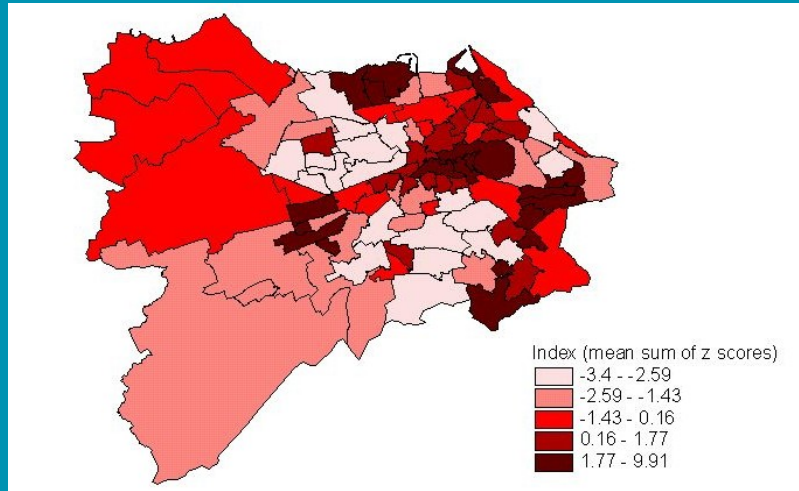 Index (mean sum of z scores)
-3.4 - -2.59
-2.59 - -1.43
-1.43 - 0.16
0.16 - 1.77
1.77 - 9.91